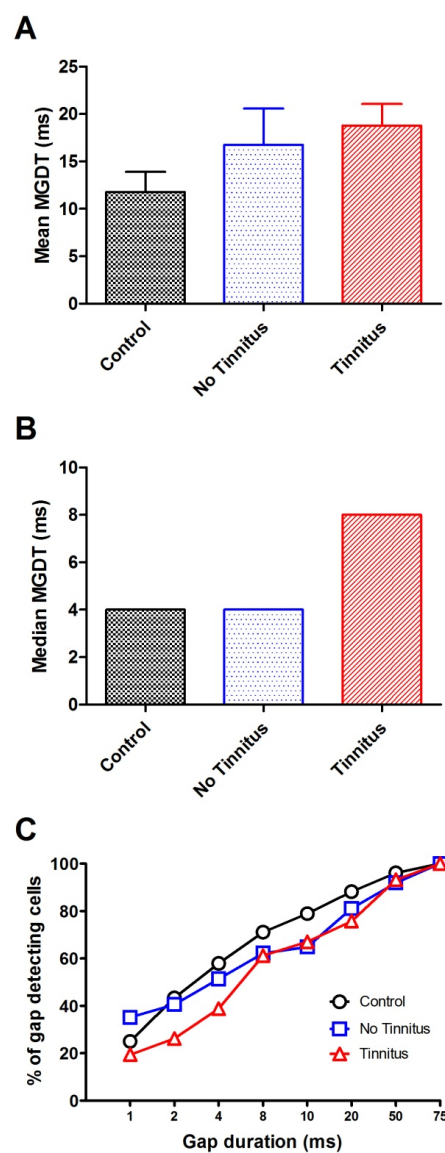 A
Mean MGDT (ms)
25
20
15
10
5
0
Control
No Tinnitus
Tinnitus
B
Median MGDT (ms)
10
8
6
4
2
0
Control
No Tinnitus
Tinnitus
C
% of gap detecting cells
100
80
60
40
20
0
Control
No Tinnitus
Tinnitus
1 2 4 8 10 20 50 75
Gap duration (ms)